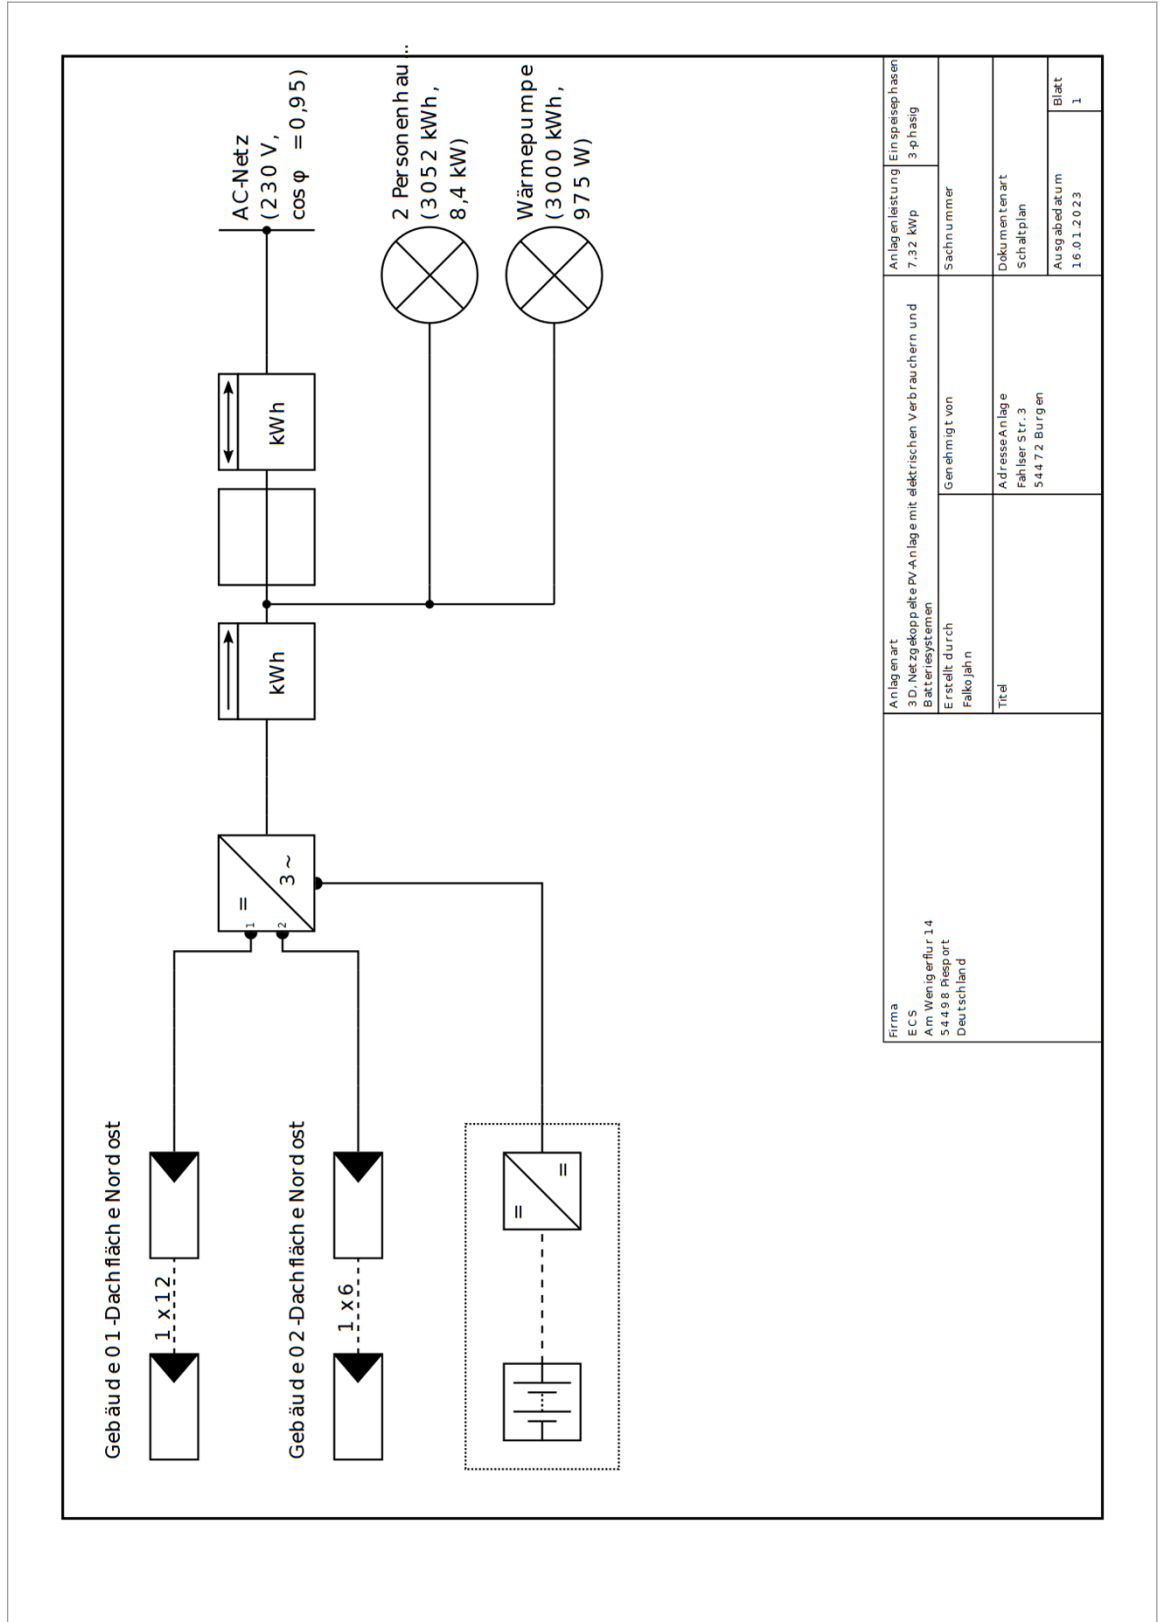 Gebäude 01-Dachfläche Nordost
1 x 12
Gebäude 02-Dachfläche Nordost
1 x 6
=
=
=
3 ~
1
2
kWh
kWh
AC-Netz
(230 V,
cos φ = 0,95)
2 Personenhau...
(3052 kWh,
8,4 kW)
Wärmepumpe
(3000 kWh,
975 W)
Firma
ECS
Am Wenigerflur 14
54498 Piesport
Deutschland
Anlagenart
3D, Netzgekoppelte PV-Anlage mit elektrischen Verbrauchern und
Batteriesystemen
Anlagenleistung
7,32 kWp
Einspeisephasen
3-phasig
Erstellt durch
Falko Jahn
Genehmigt von
Sachnummer
Titel
Adresse Anlage
Fahlser Str. 3
54472 Burgen
Dokumentenart
Schaltplan
Ausgabedatum
16.01.2023
Blatt
1